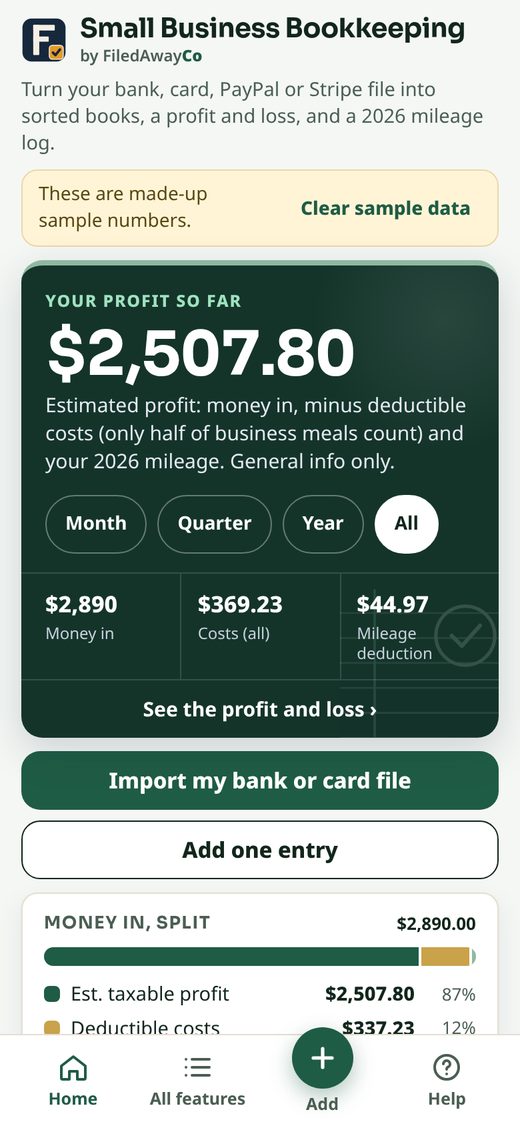 Small Business Bookkeeping
by FiledAwayCo
Turn your bank, card, PayPal or Stripe file into
sorted books, a profit and loss, and a 2026 mileage
log.
These are made-up
sample numbers.
Clear sample data
YOUR PROFIT SO FAR
$2,507.80
Estimated profit: money in, minus deductible
costs (only half of business meals count) and
your 2026 mileage. General info only.
Month
Quarter
Year
All
$2,890
Money in
$369.23
Costs (all)
$44.97
Mileage
deduction
See the profit and loss ›
Import my bank or card file
Add one entry
MONEY IN, SPLIT
$2,890.00
Est. taxable profit
$2,507.80
87%
Deductible costs
$337.23
12%
Home
All features
Add
Help